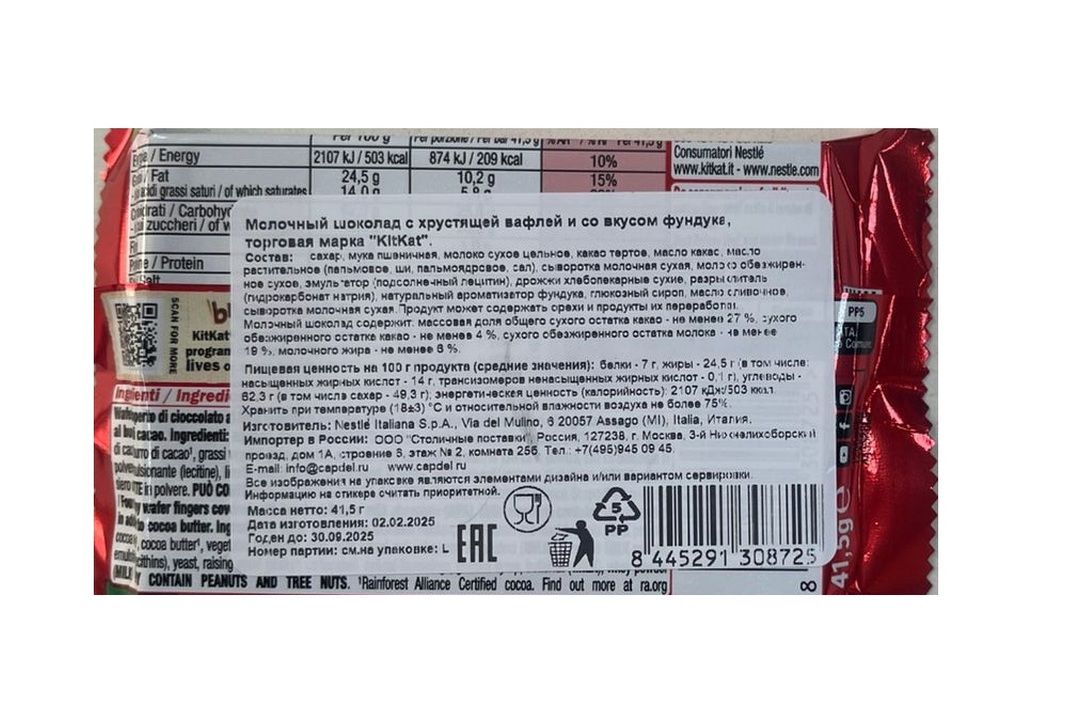 Per 100 g Per porzione / Per bar 41,5 g
/ Energy 2107 kJ / 503 kcal 874 kJ / 209 kcal 10%
/ Fat 24,5 g 10,2 g 15%
acidi grassi saturi / of which saturates 14,0 g 5,8 g
Consumatori Nestlé
www.kitkat.it - www.nestle.com
/ Protein
Молочный шоколад с хрустящей вафлей и со вкусом фундука,
торговая марка "KitKat".
Состав: сахар, мука пшеничная, молоко сухое цельное, какао тертое, масло какао, масло
растительное (пальмовое, ши, пальмоядровое, сал), сыворотка молочная сухая, молоко обезжирен-
ное сухое, эмульгатор (подсолнечный лецитин), дрожжи хлебопекарные сухие, разрыхлитель
(гидрокарбонат натрия), натуральный ароматизатор фундука, глюкозный сироп, масло сливочное,
сыворотка молочная сухая. Продукт может содержать орехи и продукты их переработки.
Молочный шоколад содержит: массовая доля общего сухого остатка какао - не менее 27 %, сухого
обезжиренного остатка какао - не менее 4 %, сухого обезжиренного остатка молока - не менее
19 %, молочного жира - не менее 6 %.
Пищевая ценность на 100 г продукта (средние значения): белки - 7 г, жиры - 24,5 г (в том числе:
насыщенных жирных кислот - 14 г, трансизомеров ненасыщенных жирных кислот - 0,1 г), углеводы -
62,3 г (в том числе сахар - 49,3 г); энергетическая ценность (калорийность): 2107 кДж/503 ккал.
Хранить при температуре (18±3) °С и относительной влажности воздуха не более 75%.
Изготовитель: Nestlé Italiana S.p.A., Via del Mulino, 6 20057 Assago (MI), Italia, Италия.
Импортер в России: ООО "Столичные поставки", Россия, 127238, г. Москва, 3-й Нижнелихоборский
проезд, дом 1А, строение 6, этаж № 2, комната 256. Тел.: +7(495)945 09 45.
E-mail: info@capdel.ru www.capdel.ru
Все изображения на упаковке являются элементами дизайна и/или вариантом сервировки.
Информацию на стикере считать приоритетной.
Масса нетто: 41,5 г
Дата изготовления: 02.02.2025
Годен до: 30.09.2025
Номер партии: см.на упаковке: L
EAC
5
PP
8 445291 308725
SCAN FOR MORE
KitKat
PP5
41,5g e
8
CONTAIN PEANUTS AND TREE NUTS. ¹Rainforest Alliance Certified cocoa. Find out more at ra.org